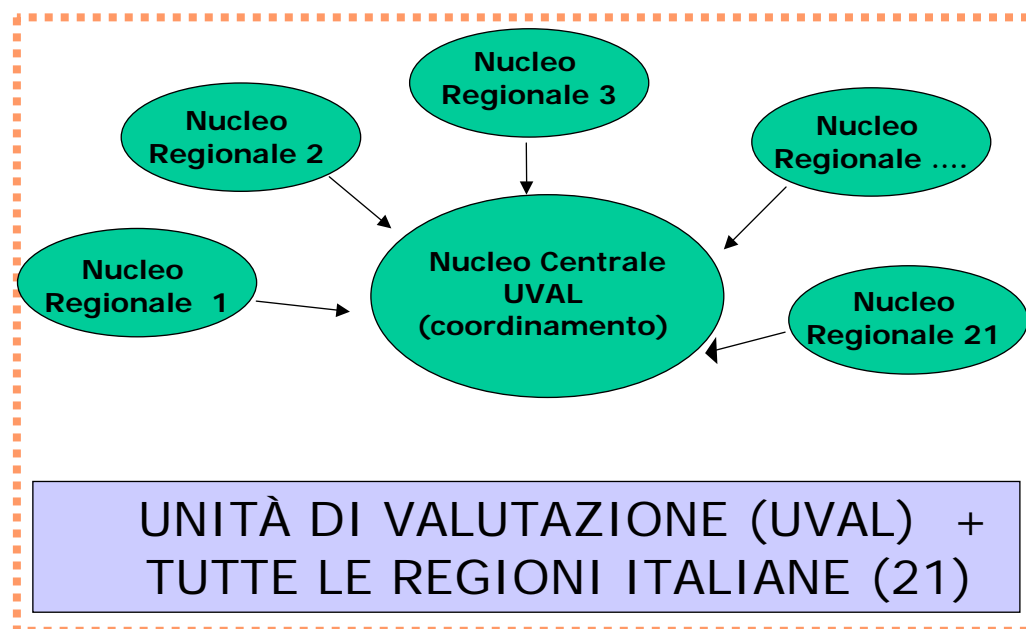 Nucleo
Regionale 3
Nucleo
Regionale 2
Nucleo
Regionale ....
Nucleo
Regionale 1
Nucleo Centrale
UVAL
(coordinamento)
Nucleo
Regionale 21
UNITÀ DI VALUTAZIONE (UVAL) +
TUTTE LE REGIONI ITALIANE (21)